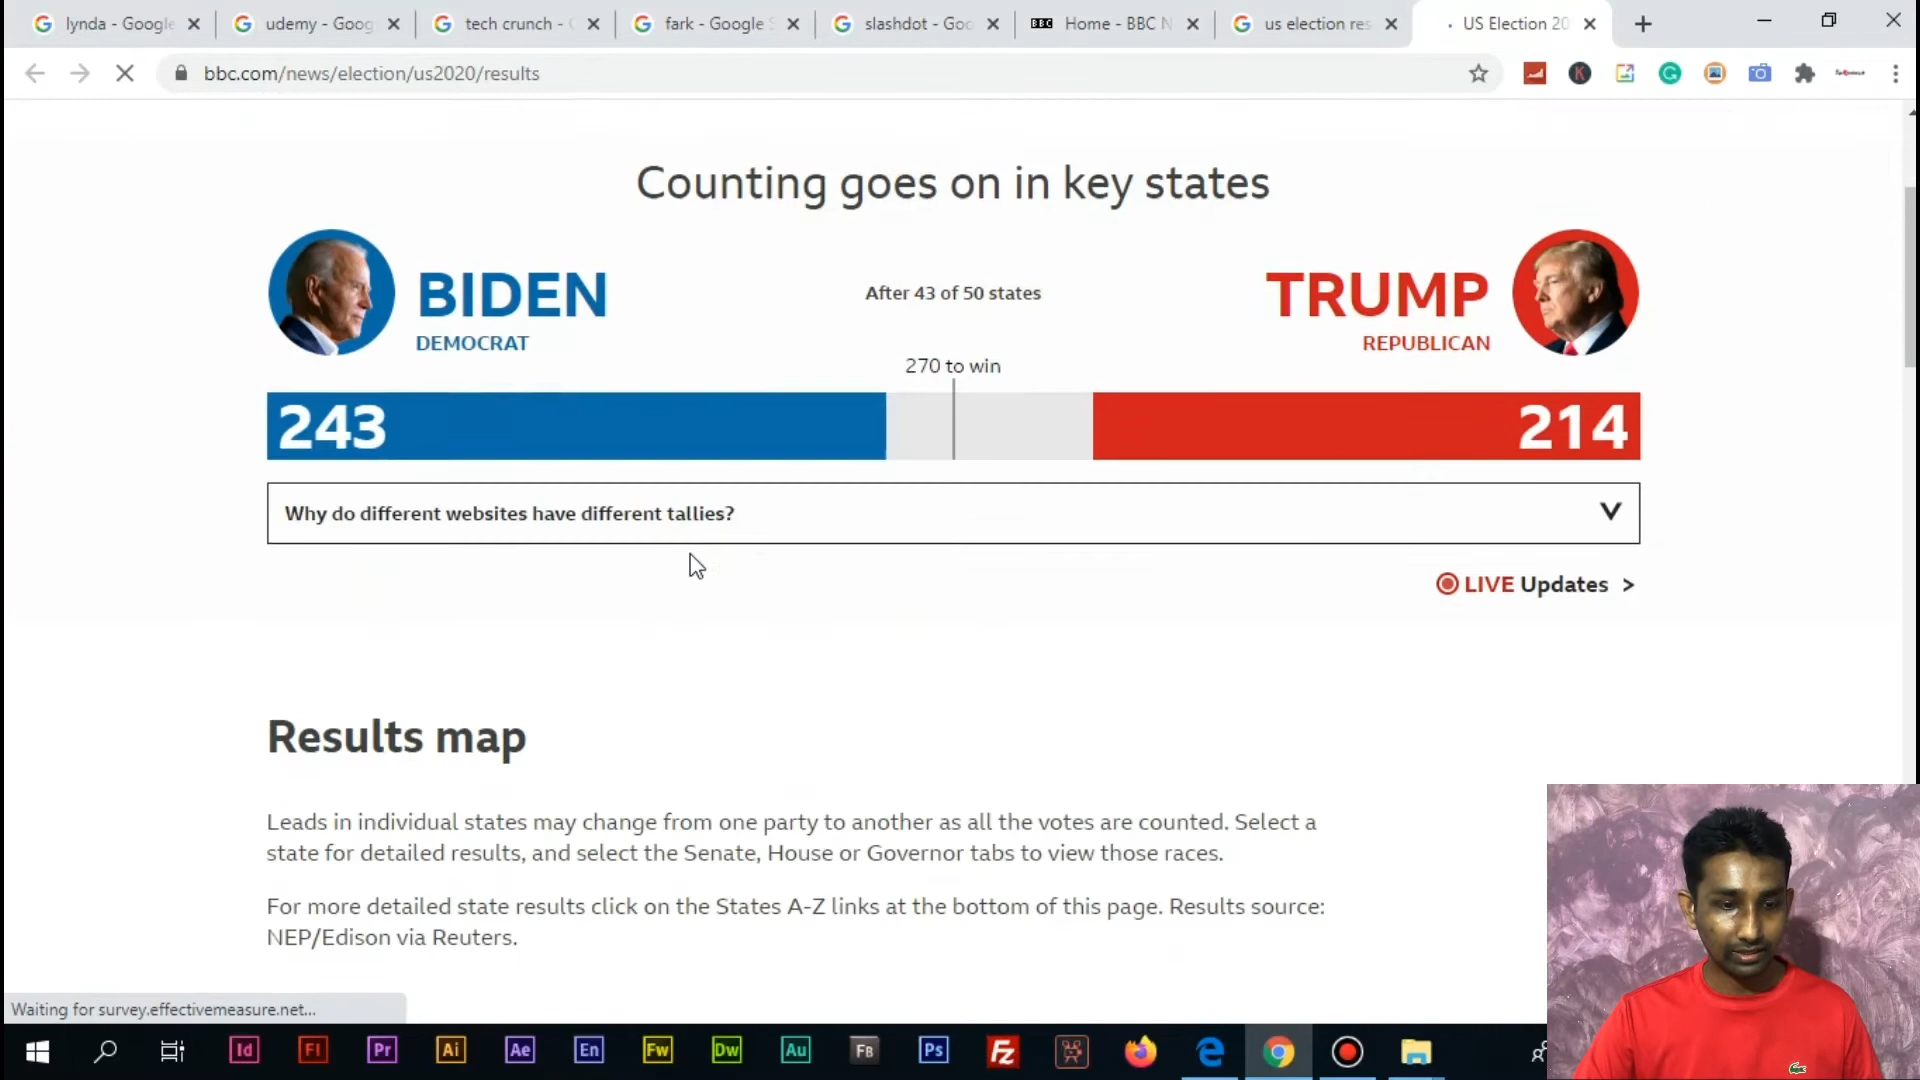 lynda - Google
udemy - Goog
tech crunch -
fark - Google S
slashdot - Goo
BBC Home - BBC N
us election res
US Election 20
bbc.com/news/election/us2020/results
Counting goes on in key states
BIDEN
DEMOCRAT
After 43 of 50 states
TRUMP
REPUBLICAN
270 to win
243
214
Why do different websites have different tallies?
LIVE Updates >
Results map
Leads in individual states may change from one party to another as all the votes are counted. Select a
state for detailed results, and select the Senate, House or Governor tabs to view those races.
For more detailed state results click on the States A-Z links at the bottom of this page. Results source:
NEP/Edison via Reuters.
Waiting for survey.effectivemeasure.net...
Id
Fl
Pr
Ai
Ae
En
Fw
Dw
Au
FB
Ps
Fz